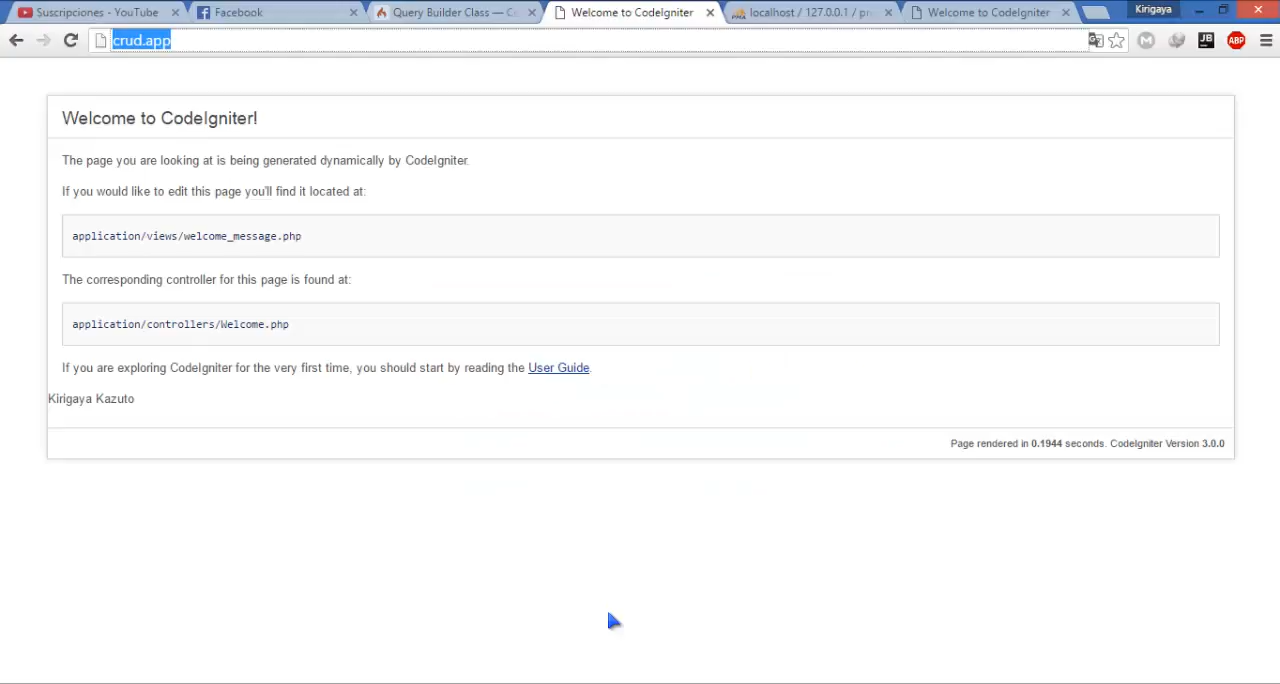 Suscripciones - YouTube
Facebook
Query Builder Class — C
Welcome to CodeIgniter
localhost / 127.0.0.1 / pr
Welcome to CodeIgniter
Kirigaya
crud.app
JB
ABP
Welcome to CodeIgniter!
The page you are looking at is being generated dynamically by CodeIgniter.
If you would like to edit this page you'll find it located at:
application/views/welcome_message.php
The corresponding controller for this page is found at:
application/controllers/Welcome.php
If you are exploring CodeIgniter for the very first time, you should start by reading the User Guide.
Kirigaya Kazuto
Page rendered in 0.1944 seconds. CodeIgniter Version 3.0.0